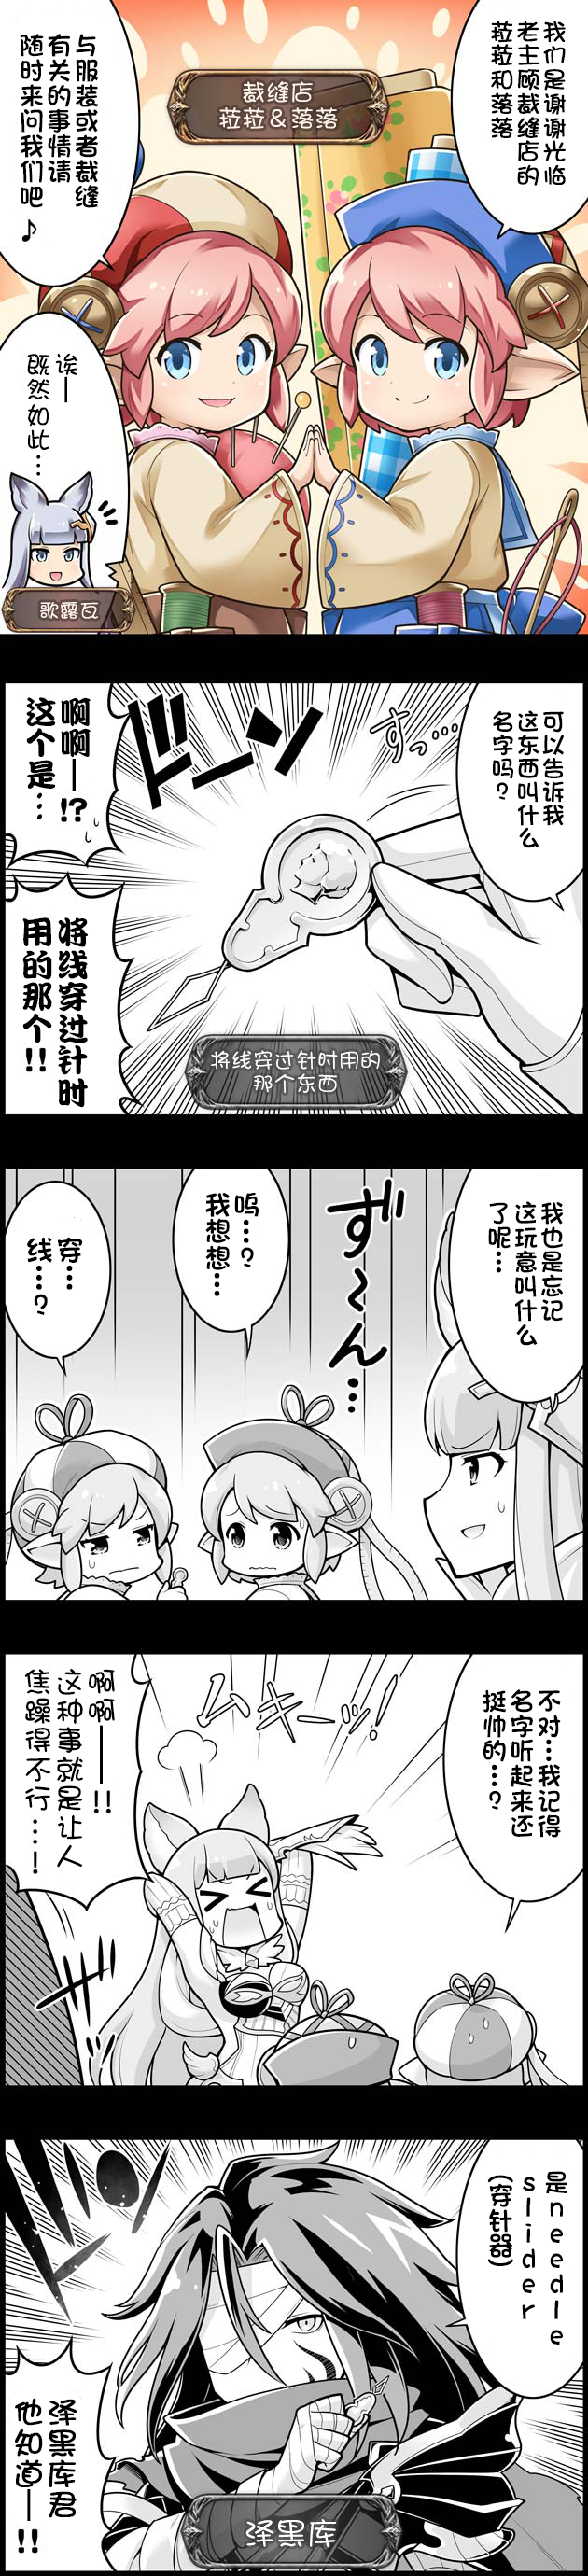 我们是谢谢光临
老主顾裁缝店的
菈菈和落落
裁缝店
菈菈&落落
与服装或者裁缝
有关的事情请
随时来问我们吧
♪
诶—
既然如此…
歌露瓦
可以告诉我
这东西叫什么
名字吗?
すっ…
ドーン
啊啊—!?
这个是…
将线穿过针时
用的那个!!
将线穿过针时用的
那个东西
我也是忘记
这玩意叫什么
了呢…
ず~ん…
呜…?
我想想…
穿…
线…?
不对…我记得
名字听起来还
挺帅的…?
ムキーッ!
啊啊——!!
这种事就是让人
焦躁得不行…!
是needle
slider
(穿针器)
泽黑库君
他知道—!!
泽黑库